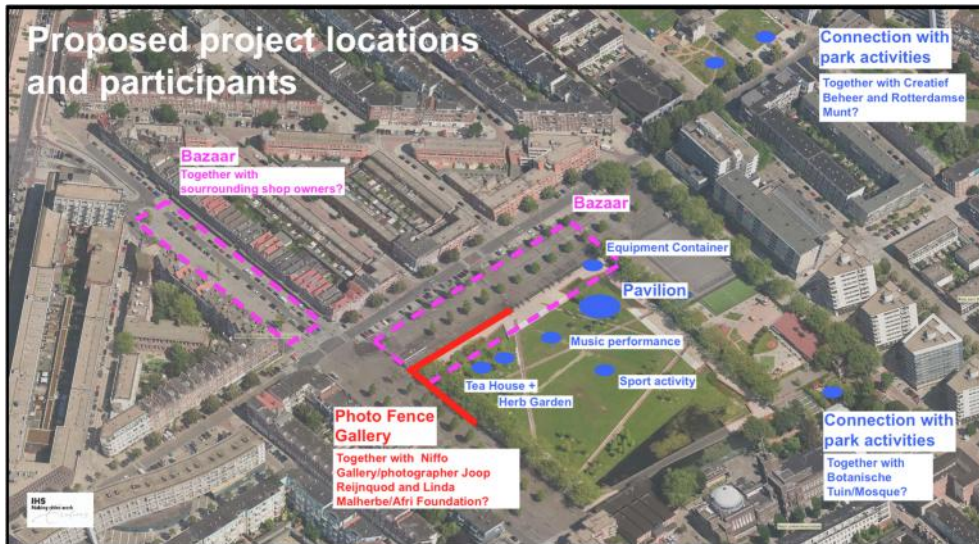 Proposed project locations
and participants
Connection with
park activities
Together with Creatief
Beheer and Rotterdamse
Munt?
Bazaar
Together with
sourrounding shop owners?
Bazaar
Equipment Container
Pavilion
Music performance
Sport activity
Tea House +
Herb Garden
Photo Fence
Gallery
Together with Niffo
Gallery/photographer Joop
Reijnquod and Linda
Malherbe/Afri Foundation?
Connection with
park activities
Together with
Botanische
Tuin/Mosque?
IHS
Making cities work